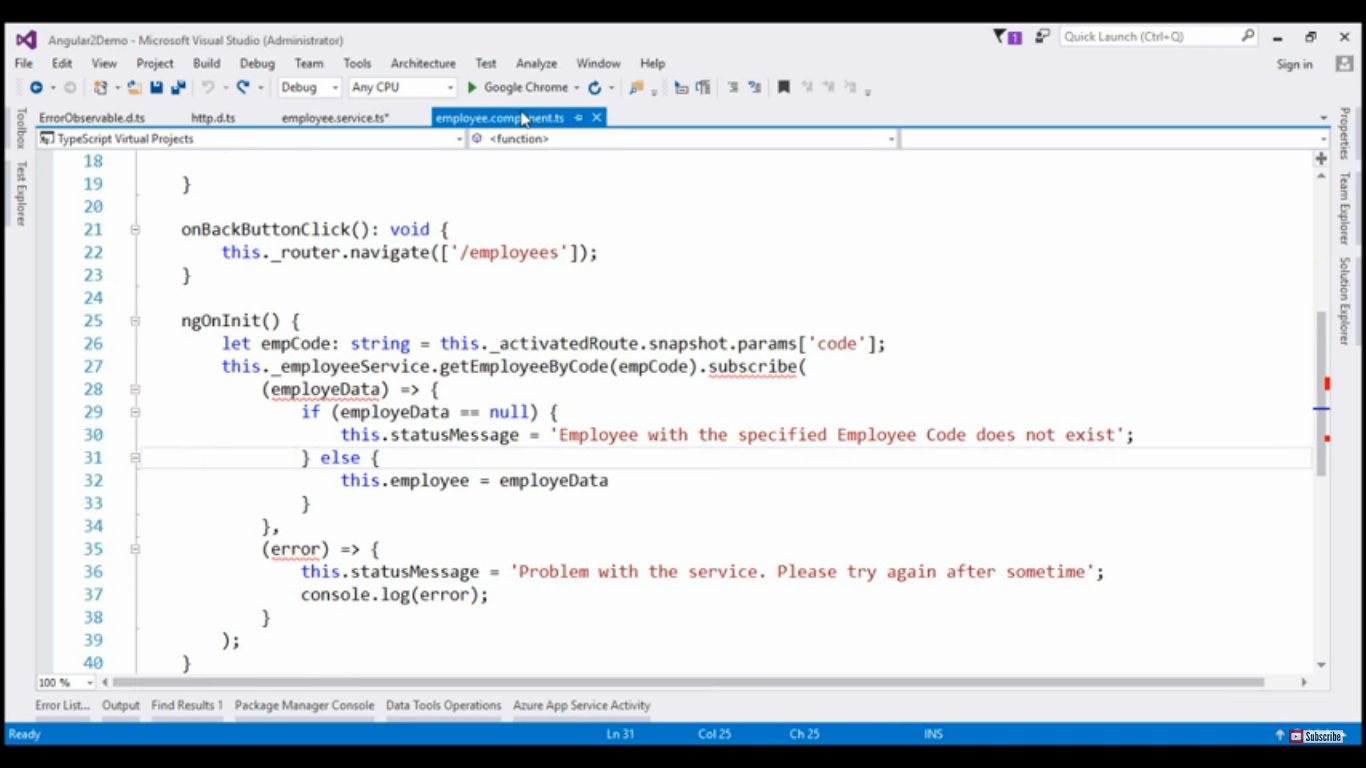 Angular2Demo - Microsoft Visual Studio (Administrator) 1 Quick Launch (Ctrl+Q)
File Edit View Project Build Debug Team Tools Architecture Test Analyze Window Help Sign in
Debug Any CPU Google Chrome
ErrorObservable.d.ts http.d.ts employee.service.ts* employee.component.ts
TypeScript Virtual Projects <function>
Toolbox
Test Explorer
Properties
Team Explorer
Solution Explorer
18
19 }
20
21 onBackButtonClick(): void {
22 this._router.navigate(['/employees']);
23 }
24
25 ngOnInit() {
26 let empCode: string = this._activatedRoute.snapshot.params['code'];
27 this._employeeService.getEmployeeByCode(empCode).subscribe(
28 (employeData) => {
29 if (employeData == null) {
30 this.statusMessage = 'Employee with the specified Employee Code does not exist';
31 } else {
32 this.employee = employeData
33 }
34 },
35 (error) => {
36 this.statusMessage = 'Problem with the service. Please try again after sometime';
37 console.log(error);
38 }
39 );
40 }
100 %
Error List... Output Find Results 1 Package Manager Console Data Tools Operations Azure App Service Activity
Ready Ln 31 Col 25 Ch 25 INS Subscribe